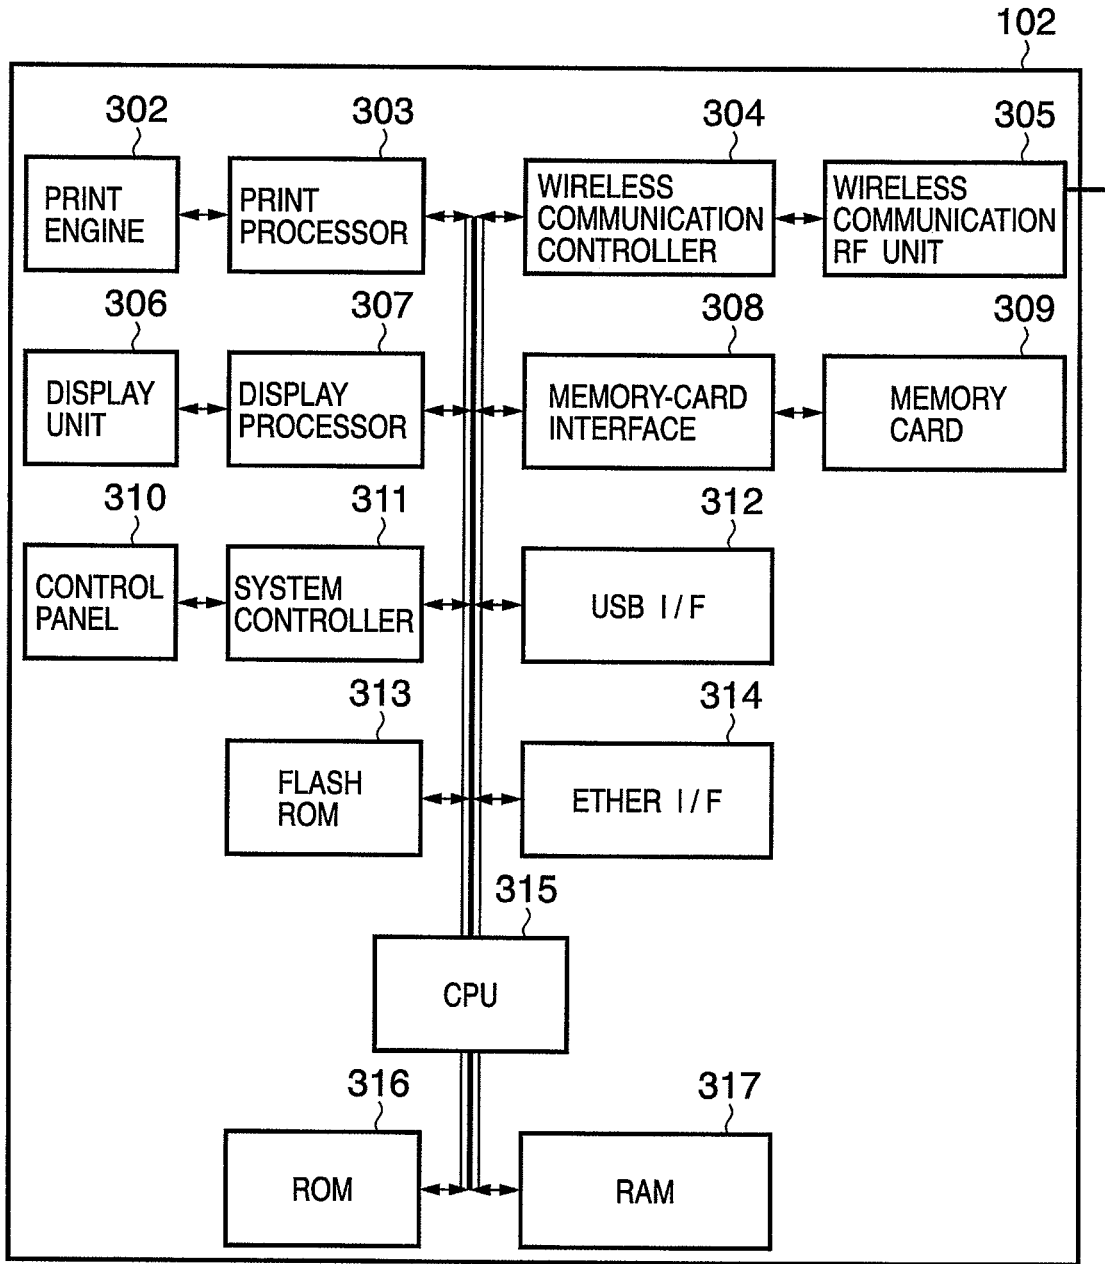 102
302
303
304
305
PRINT
ENGINE
PRINT
PROCESSOR
WIRELESS
COMMUNICATION
CONTROLLER
WIRELESS
COMMUNICATION
RF UNIT
306
307
308
309
DISPLAY
UNIT
DISPLAY
PROCESSOR
MEMORY-CARD
INTERFACE
MEMORY
CARD
310
311
312
CONTROL
PANEL
SYSTEM
CONTROLLER
USB I/F
313
314
FLASH
ROM
ETHER I/F
315
CPU
316
317
ROM
RAM